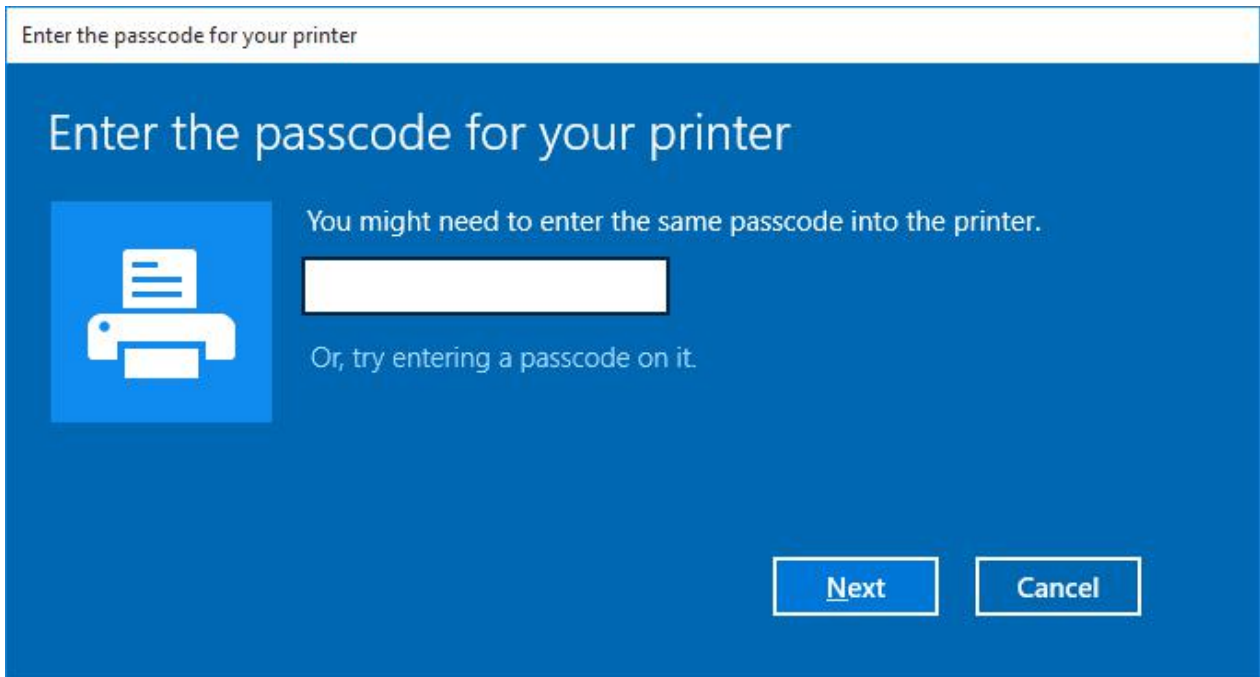 Enter the passcode for your printer
Enter the passcode for your printer
You might need to enter the same passcode into the printer.
Or, try entering a passcode on it.
Next
Cancel